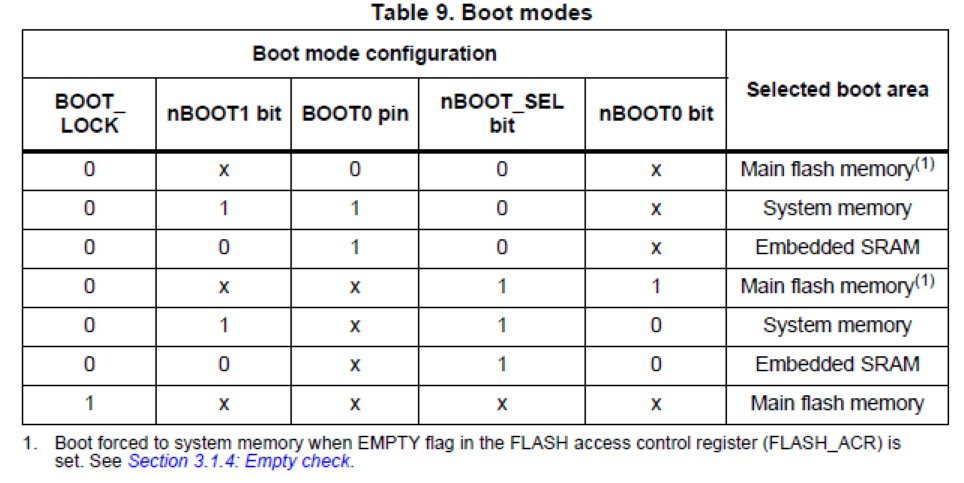 Table 9. Boot modes
Boot mode configuration
Selected boot area
BOOT_
LOCK
nBOOT1 bit
BOOT0 pin
nBOOT_SEL
bit
nBOOT0 bit
0 x 0 0 x Main flash memory(1)
0 1 1 0 x System memory
0 0 1 0 x Embedded SRAM
0 x x 1 1 Main flash memory(1)
0 1 x 1 0 System memory
0 0 x 1 0 Embedded SRAM
1 x x x x Main flash memory
1. Boot forced to system memory when EMPTY flag in the FLASH access control register (FLASH_ACR) is
set. See Section 3.1.4: Empty check.